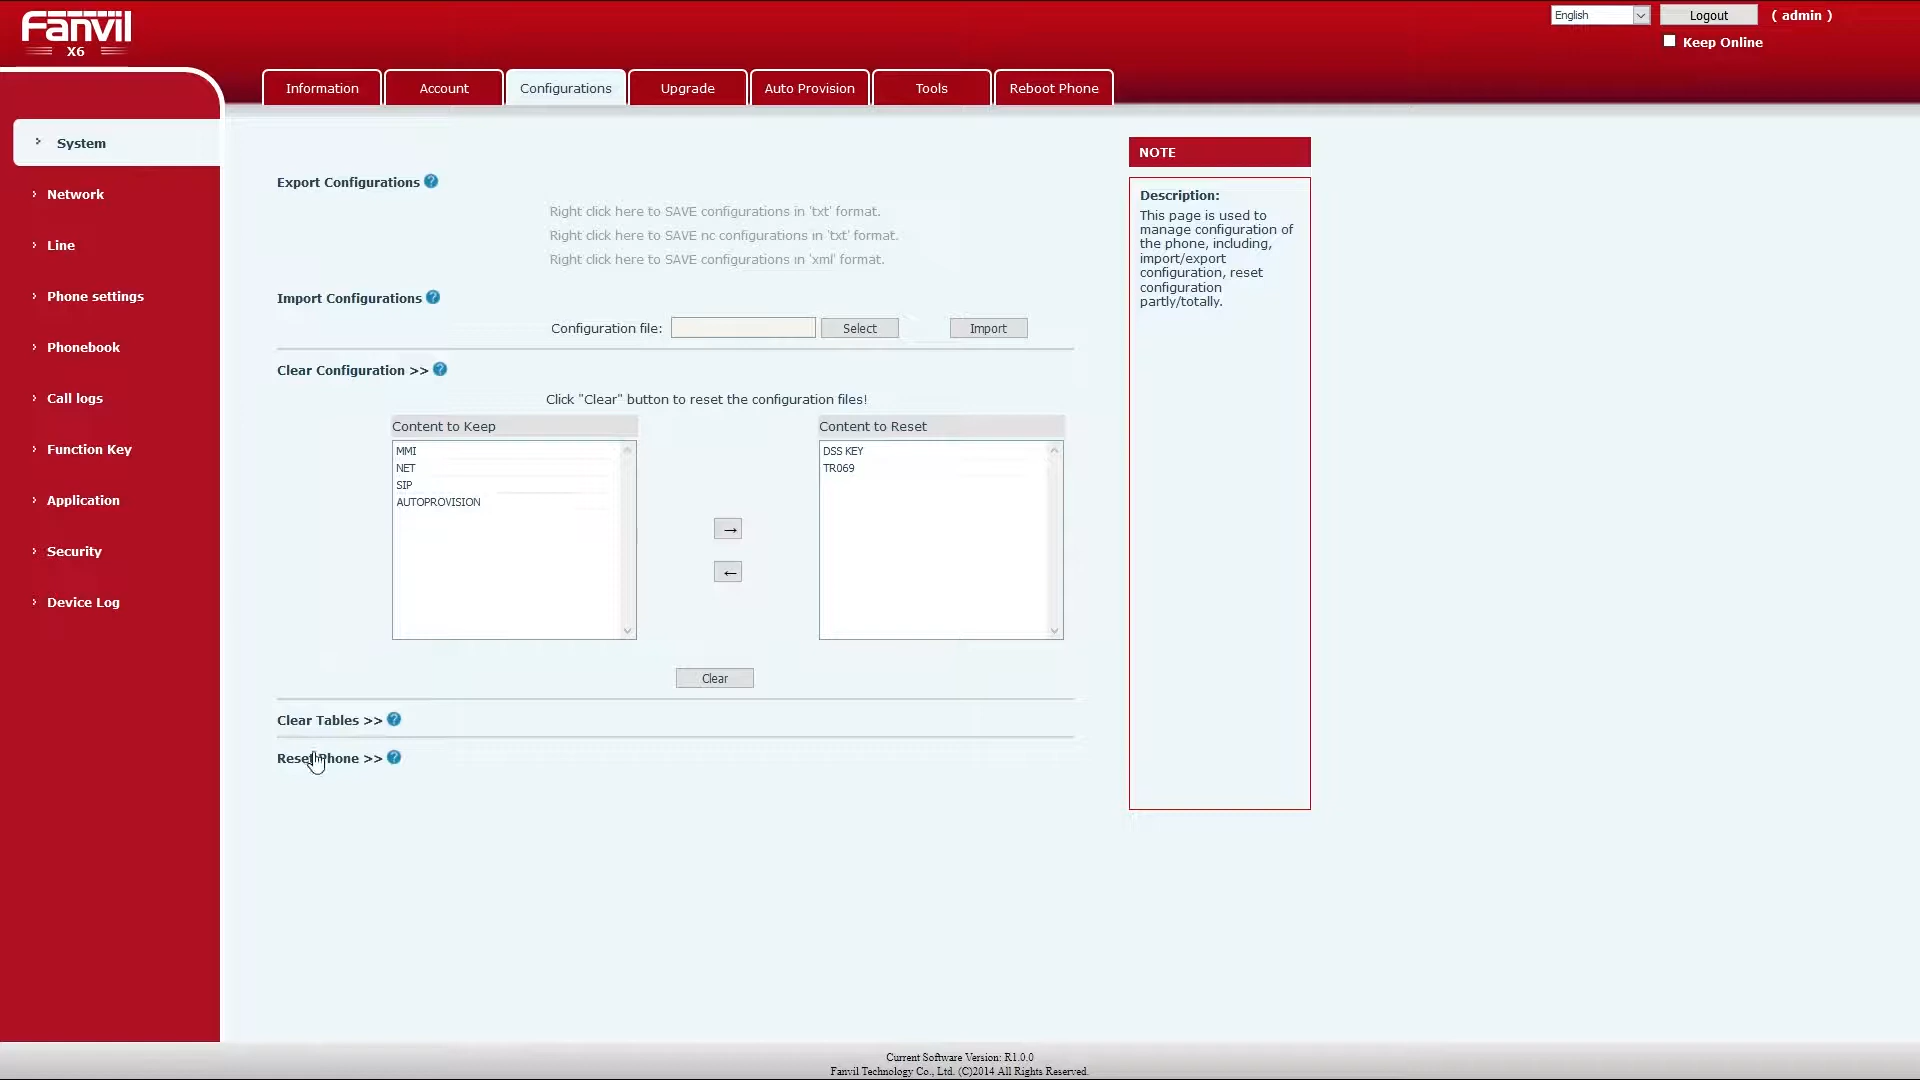 Fanvil
X6
English
Logout
( admin )
Keep Online
Information
Account
Configurations
Upgrade
Auto Provision
Tools
Reboot Phone
› System
› Network
› Line
› Phone settings
› Phonebook
› Call logs
› Function Key
› Application
› Security
› Device Log
Export Configurations ?
Right click here to SAVE configurations in 'txt' format.
Right click here to SAVE nc configurations in 'txt' format.
Right click here to SAVE configurations in 'xml' format.
Import Configurations ?
Configuration file:
Select
Import
Clear Configuration >> ?
Click "Clear" button to reset the configuration files!
Content to Keep
MMI
NET
SIP
AUTOPROVISION
→
←
Content to Reset
DSS KEY
TR069
Clear
Clear Tables >> ?
Reset Phone >> ?
NOTE
Description:
This page is used to
manage configuration of
the phone, including,
import/export
configuration, reset
configuration
partly/totally.
Current Software Version: R1.0.0
Fanvil Technology Co., Ltd. (C)2014 All Rights Reserved.